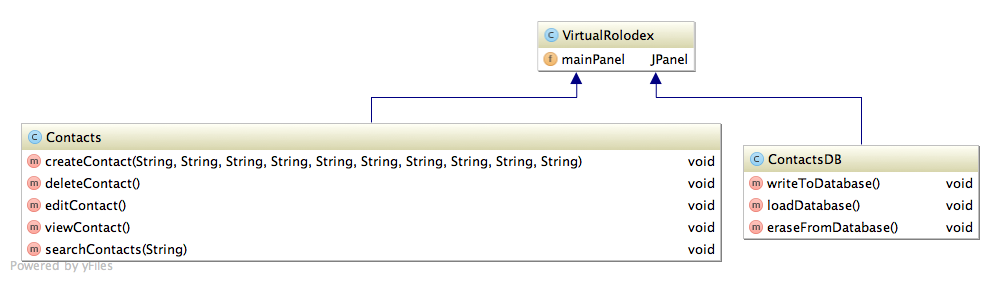 C VirtualRolodex
f mainPanel JPanel
C Contacts
m createContact(String, String, String, String, String, String, String, String, String, String) void
m deleteContact() void
m editContact() void
m viewContact() void
m searchContacts(String) void
C ContactsDB
m writeToDatabase() void
m loadDatabase() void
m eraseFromDatabase() void
Powered by yFiles